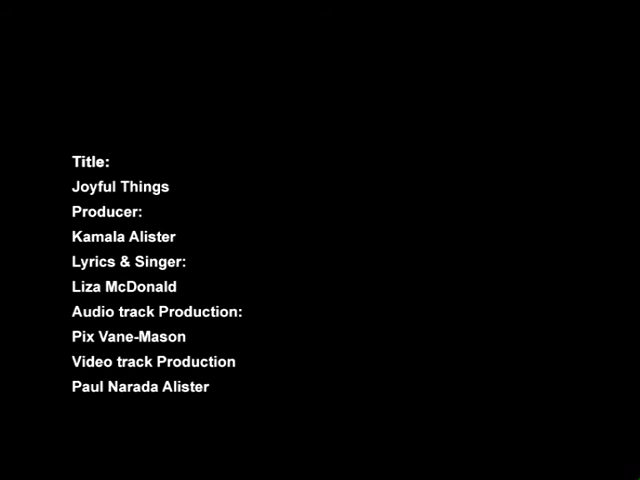 Title:
Joyful Things
Producer:
Kamala Alister
Lyrics & Singer:
Liza McDonald
Audio track Production:
Pix Vane-Mason
Video track Production
Paul Narada Alister